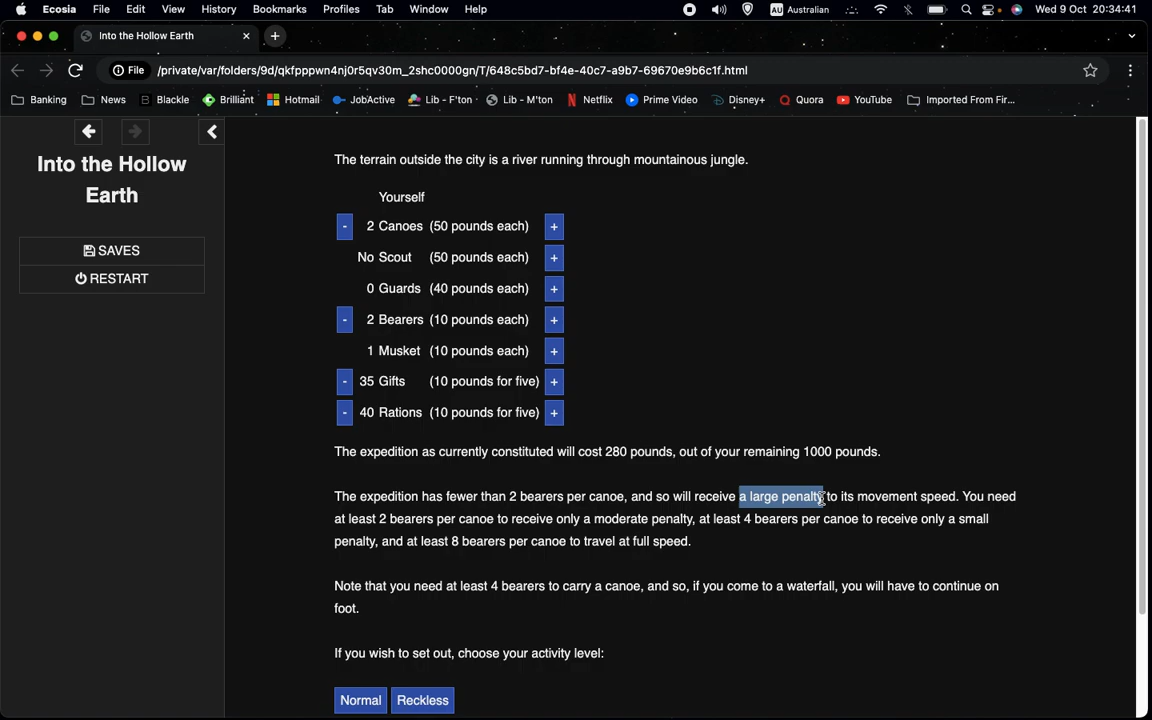 Ecosia File Edit View History Bookmarks Profiles Tab Window Help AU Australian Wed 9 Oct 20:34:41
Into the Hollow Earth
File /private/var/folders/9d/qkfpppwn4nj0r5qv30m_2shc0000gn/T/648c5bd7-bf4e-40c7-a9b7-69670e9b6c1f.html
Banking News B Blackle Brilliant Hotmail JobActive Lib - F'ton Lib - M'ton Netflix Prime Video Disney+ Quora YouTube Imported From Fir...
Into the Hollow
Earth
SAVES
RESTART
The terrain outside the city is a river running through mountainous jungle.
Yourself
- 2 Canoes (50 pounds each) +
No Scout (50 pounds each) +
0 Guards (40 pounds each) +
- 2 Bearers (10 pounds each) +
1 Musket (10 pounds each) +
- 35 Gifts (10 pounds for five) +
- 40 Rations (10 pounds for five) +
The expedition as currently constituted will cost 280 pounds, out of your remaining 1000 pounds.
The expedition has fewer than 2 bearers per canoe, and so will receive a large penalty to its movement speed. You need
at least 2 bearers per canoe to receive only a moderate penalty, at least 4 bearers per canoe to receive only a small
penalty, and at least 8 bearers per canoe to travel at full speed.
Note that you need at least 4 bearers to carry a canoe, and so, if you come to a waterfall, you will have to continue on
foot.
If you wish to set out, choose your activity level:
Normal Reckless